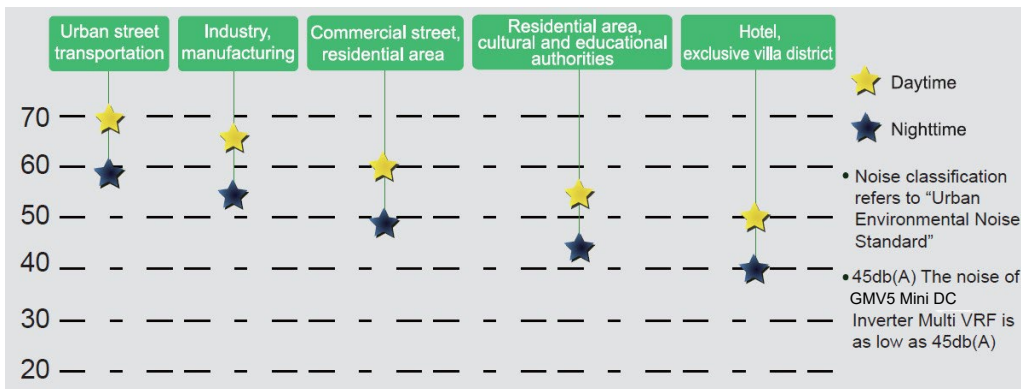 Urban street
transportation
Industry,
manufacturing
Commercial street,
residential area
Residential area,
cultural and educational
authorities
Hotel,
exclusive villa district
Daytime
Nighttime
70
60
50
40
30
20
• Noise classification
refers to “Urban
Environmental Noise
Standard”
• 45db(A) The noise of
GMV5 Mini DC
Inverter Multi VRF is
as low as 45db(A)